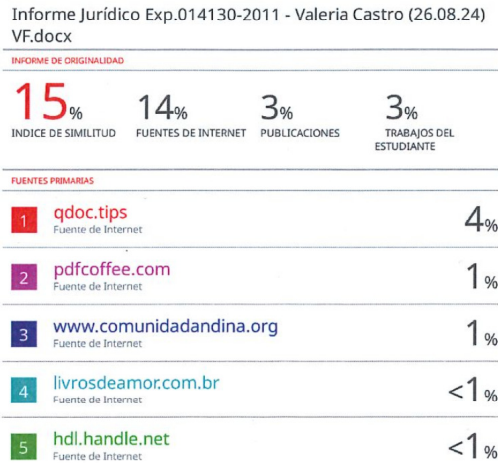 Informe Jurídico Exp.014130-2011 - Valeria Castro (26.08.24)
VF.docx
INFORME DE ORIGINALIDAD
15%
INDICE DE SIMILITUD
14%
FUENTES DE INTERNET
3%
PUBLICACIONES
3%
TRABAJOS DEL
ESTUDIANTE
FUENTES PRIMARIAS
1
qdoc.tips
Fuente de Internet
4%
2
pdfcoffee.com
Fuente de Internet
1%
3
www.comunidadandina.org
Fuente de Internet
1%
4
livrosdeamor.com.br
Fuente de Internet
<1%
5
hdl.handle.net
Fuente de Internet
<1%